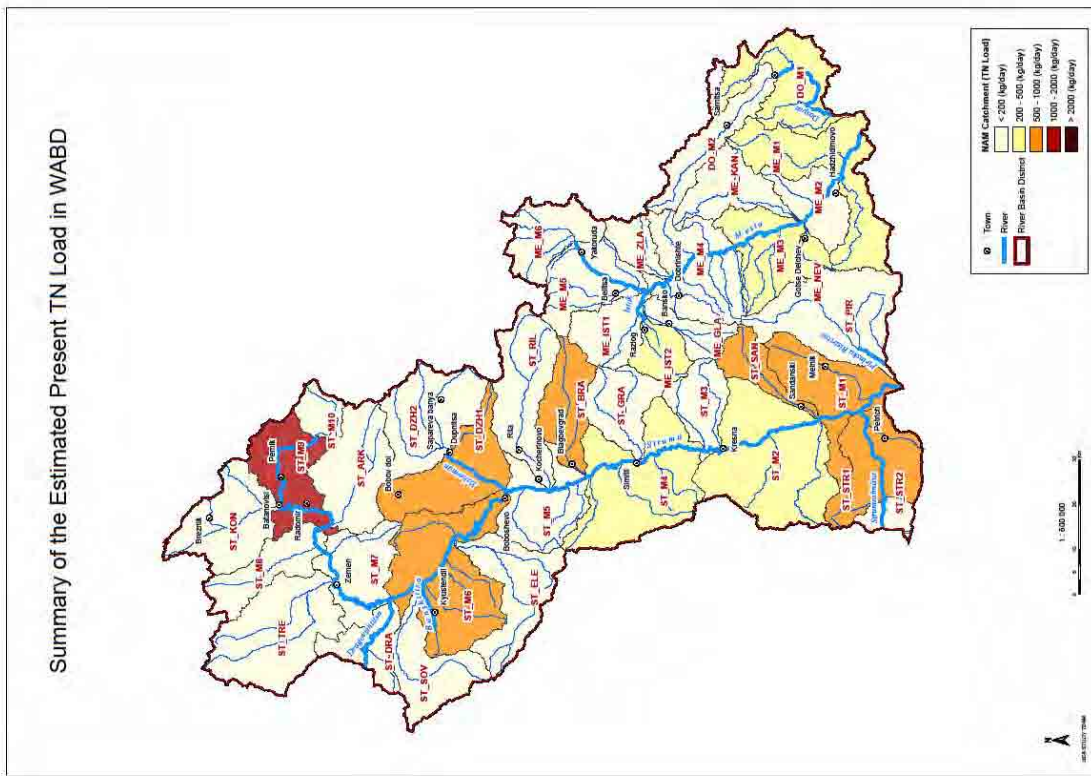 Summary of the Estimated Present TN Load in WABD
Town
River
River Basin District
NAM Catchment (TN Load)
< 200 (kg/day)
200 - 500 (kg/day)
500 - 1000 (kg/day)
1000 - 2000 (kg/day)
> 2000 (kg/day)
Breznik
ST_KON
Batanovtsi
Pernik
ST_M9
ST_M10
Radomir
ST_M8
ST_ARK
Zemen
ST_TRE
ST_M7
Bobov dol
ST_DZH2
Sapareva banya
Dupnitsa
ST_DZH1
ST_DRA
ST_SOV
Kyustendil
ST_M6
Boboshevo
ST_ELE
ST_M5
Kocherinovo
Rila
ST_RIL
Blagoevgrad
ST_BRA
ST_GRA
Simitli
ST_M4
Struma
Kresna
ST_M3
ST_M2
ST_SAN
Sandanski
Melnik
ST_M1
Petrich
ST_STR1
ST_STR2
ST_PIR
ME_M6
Yakoruda
ME_M5
Belitsa
ME_ZLA
ME_IST1
Razlog
Bansko
Dobrinishte
ME_IST2
ME_GLA
ME_M4
Mesta
ME_M3
Gotse Delchev
ME_NEV
ME_M2
Hadzhidimovo
ME_KAN
ME_M1
DO_M2
Sarnitsa
DO_M1
1 : 600 000
N